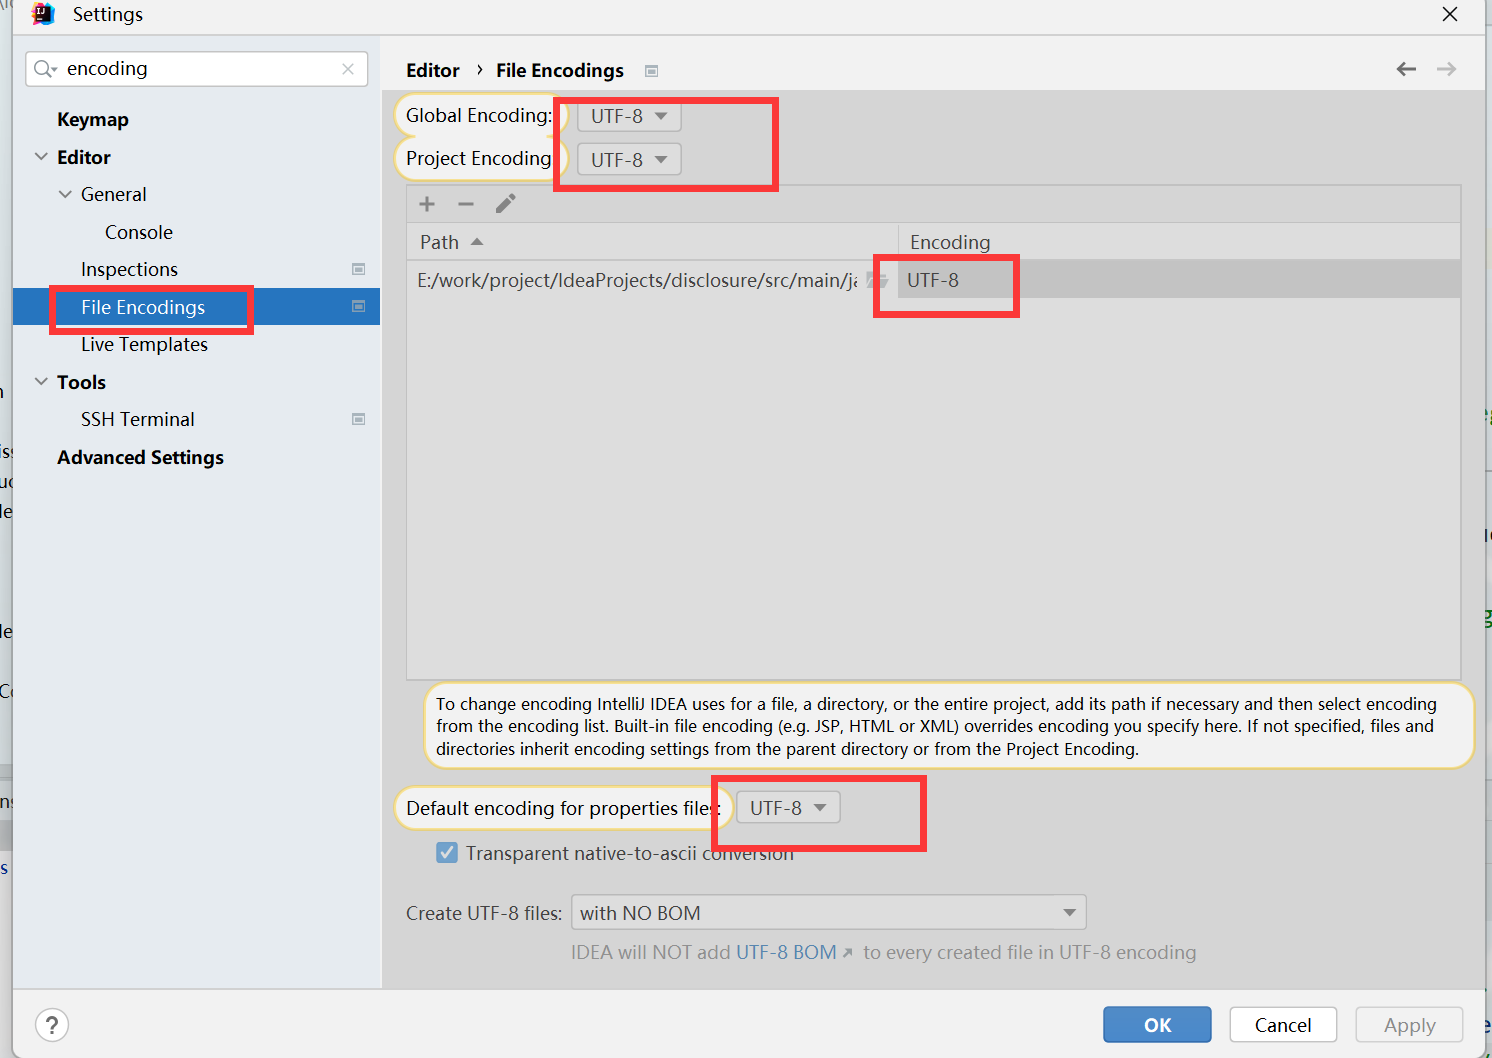 Settings
encoding
Keymap
Editor
General
Console
Inspections
File Encodings
Live Templates
Tools
SSH Terminal
Advanced Settings
Editor › File Encodings
Global Encoding: UTF-8
Project Encoding UTF-8
Path Encoding
E:/work/project/IdeaProjects/disclosure/src/main/ja UTF-8
To change encoding IntelliJ IDEA uses for a file, a directory, or the entire project, add its path if necessary and then select encoding
from the encoding list. Built-in file encoding (e.g. JSP, HTML or XML) overrides encoding you specify here. If not specified, files and
directories inherit encoding settings from the parent directory or from the Project Encoding.
Default encoding for properties files: UTF-8
Transparent native-to-ascii conversion
Create UTF-8 files: with NO BOM
IDEA will NOT add UTF-8 BOM ↗ to every created file in UTF-8 encoding
?
OK
Cancel
Apply